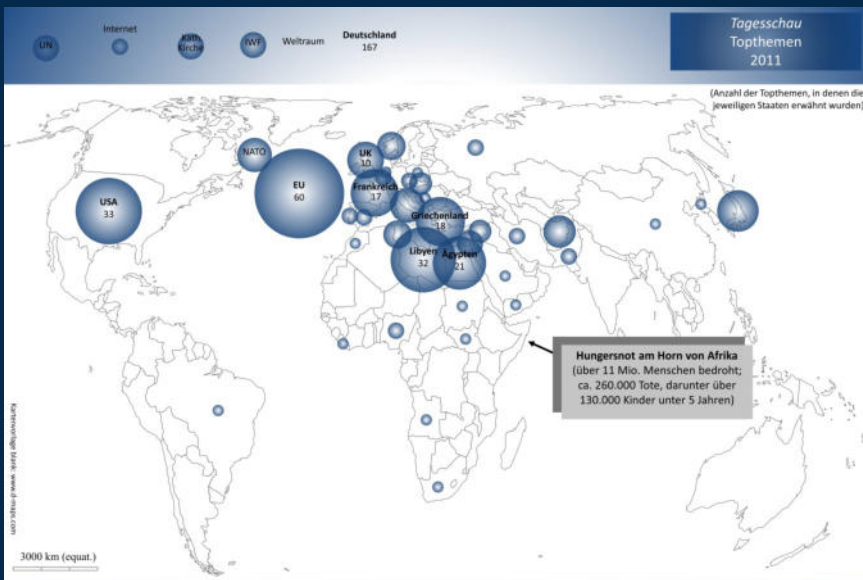 UN
Internet
Kath.
Kirche
IWF
Weltraum
Deutschland
167
Tagesschau
Topthemen
2011
(Anzahl der Topthemen, in denen die
jeweiligen Staaten erwähnt wurden)
NATO
UK
10
EU
60
USA
33
Frankreich
17
Griechenland
18
Libyen
32
Ägypten
21
Hungersnot am Horn von Afrika
(über 11 Mio. Menschen bedroht;
ca. 260.000 Tote, darunter über
130.000 Kinder unter 5 Jahren)
Kartenvorlage blank: www.d-maps.com
3000 km (equat.)